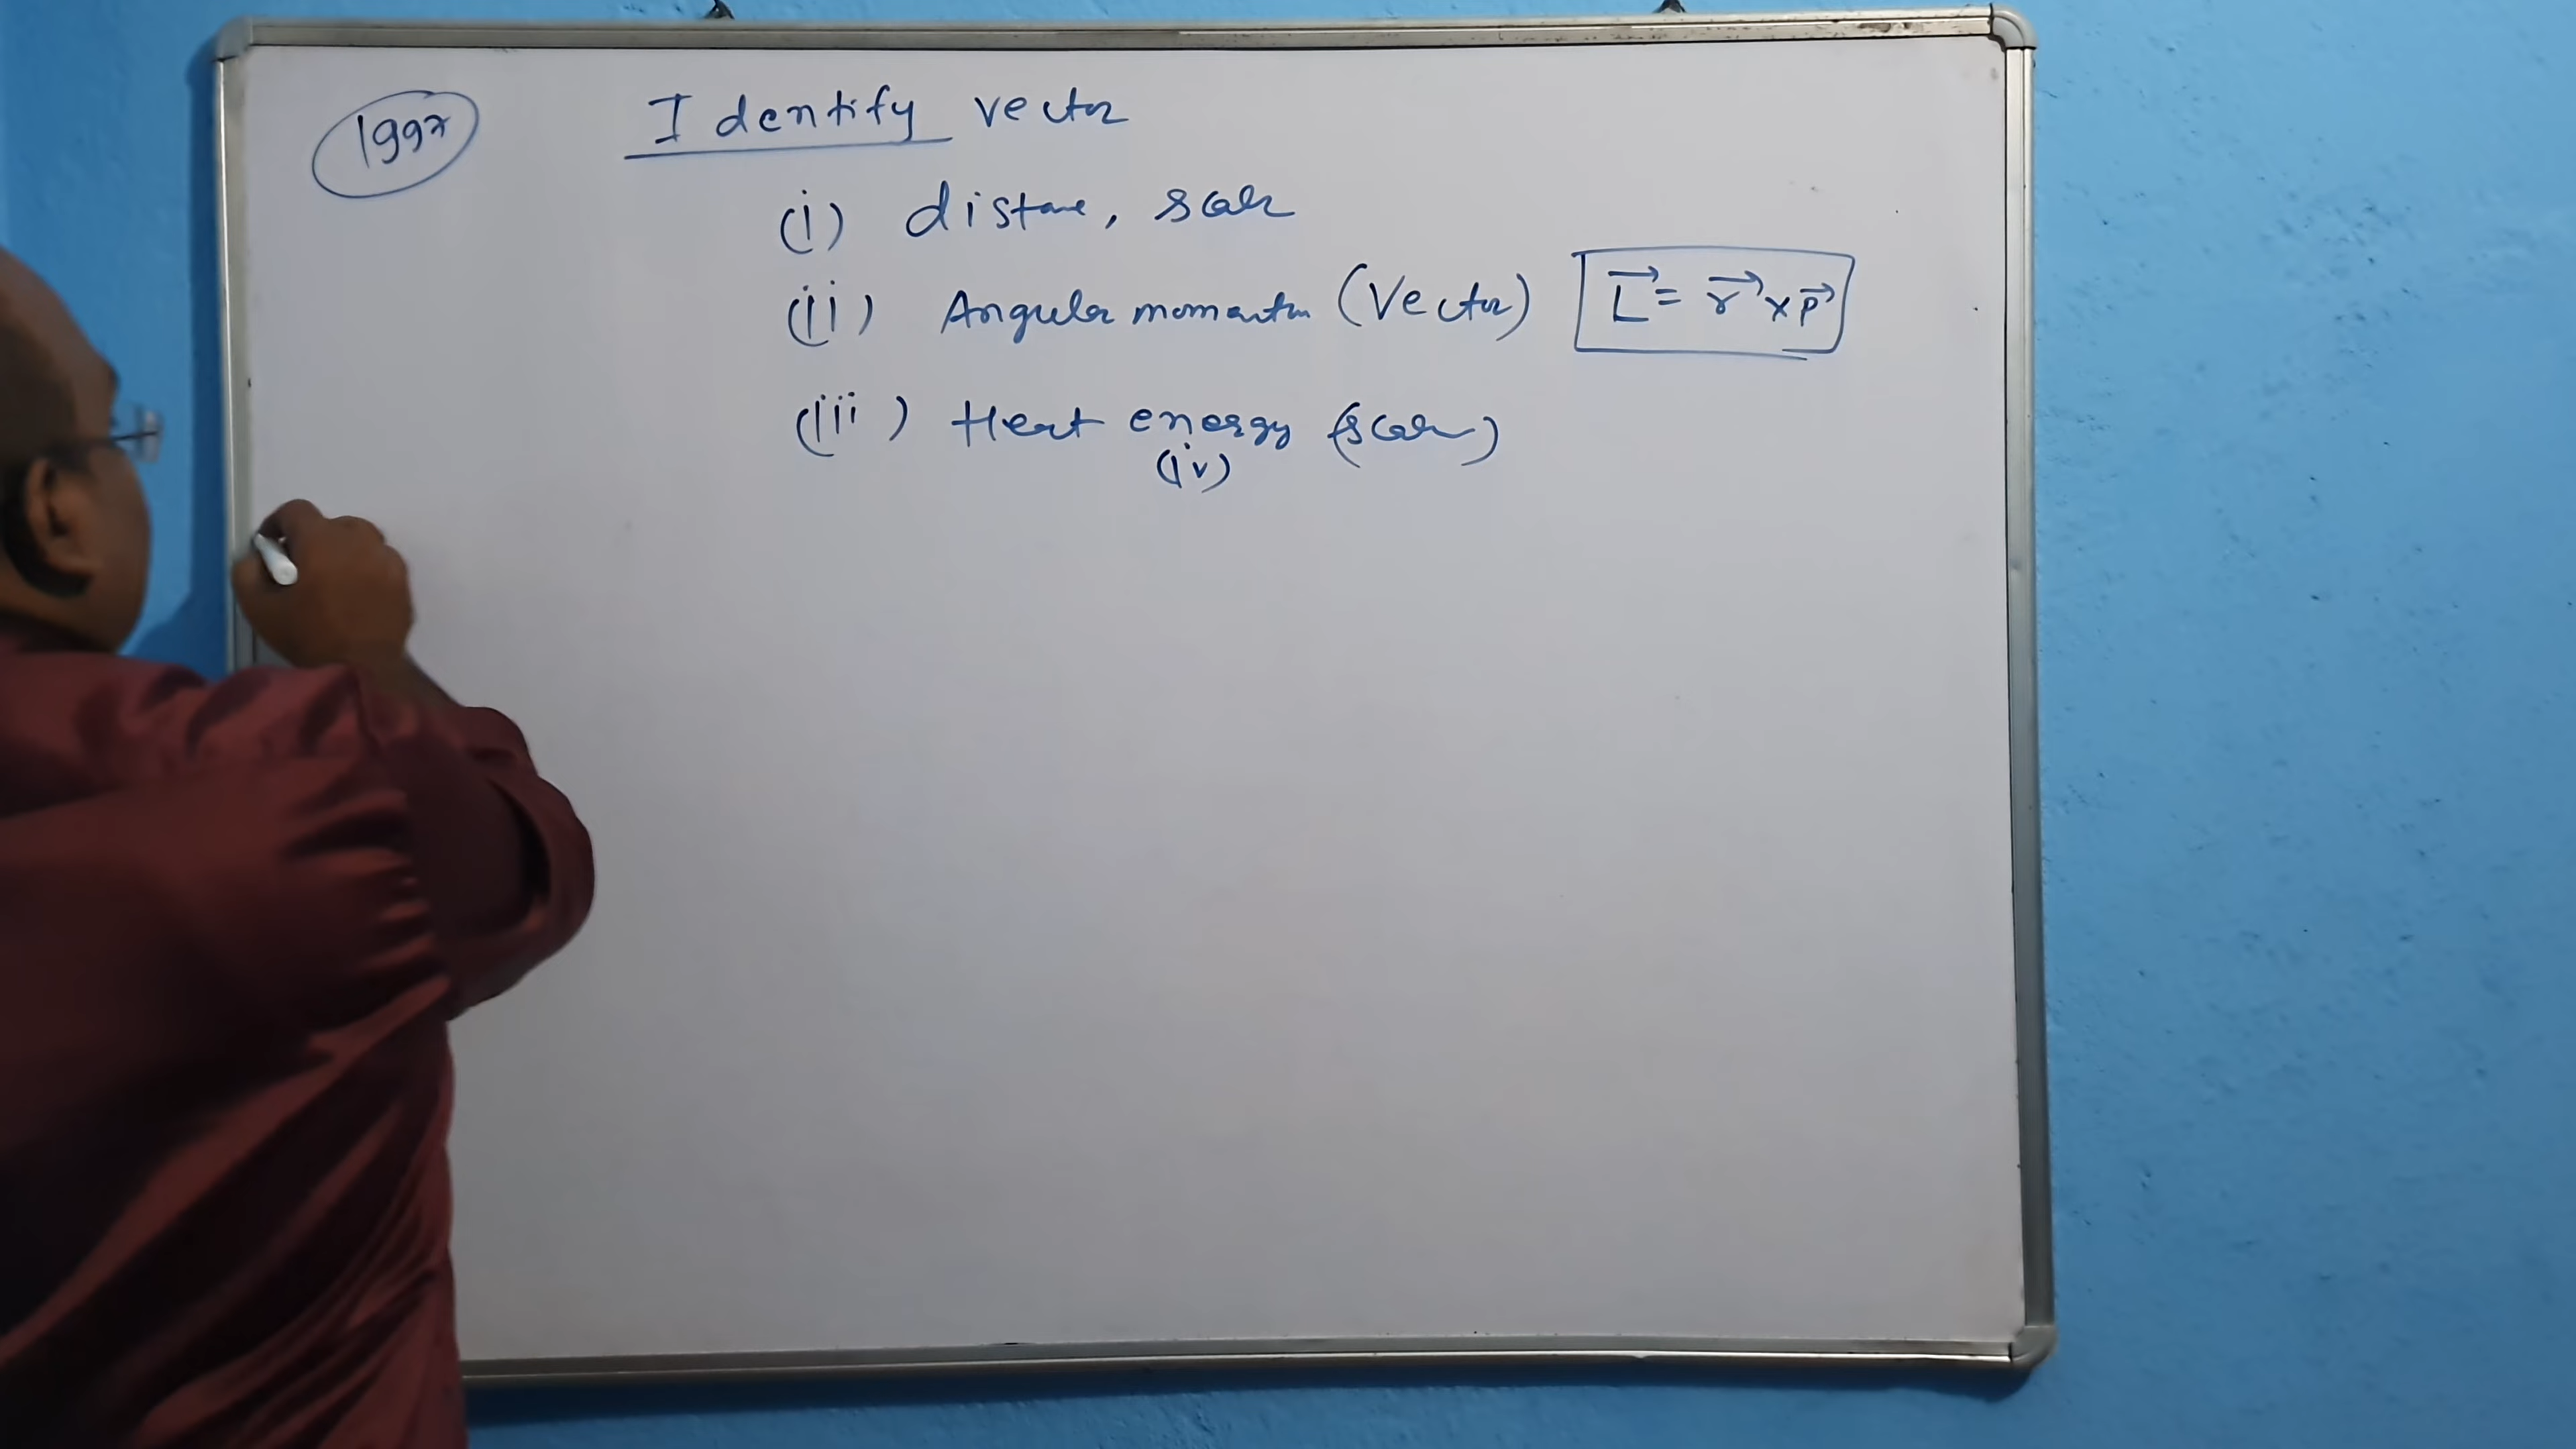 1997 Identify vector
(i) distance, scalar
(ii) Angular momentum (Vector) L⃗ = r⃗ × p⃗
(iii) Heat energy (scalar)
(iv)